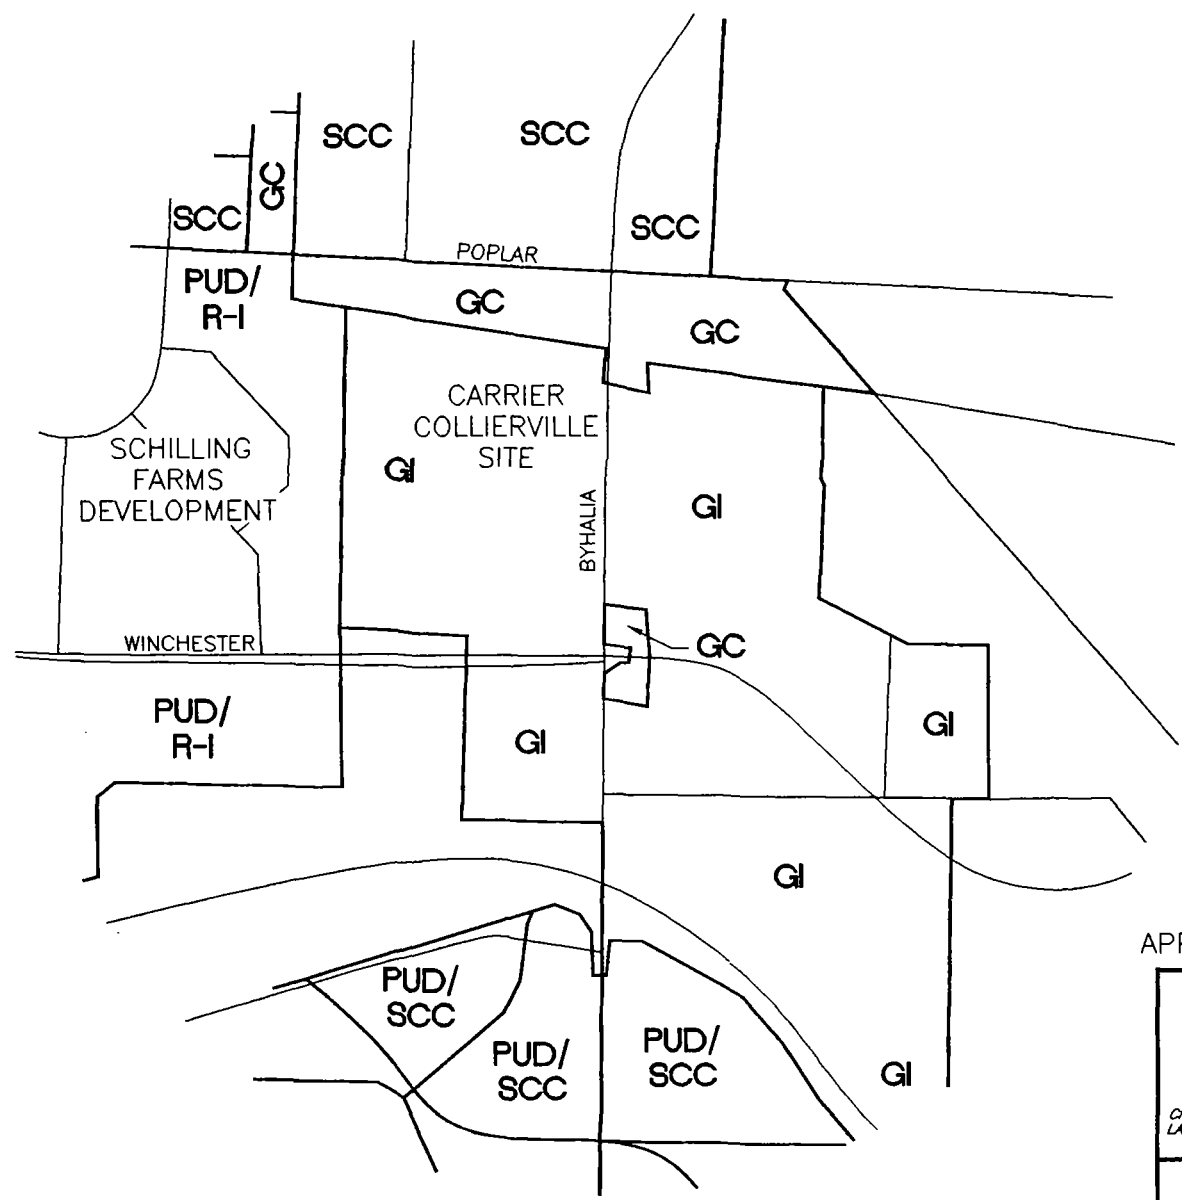 SCC
SCC
GC
SCC
SCC
POPLAR
PUD/
R-I
GC
GC
CARRIER
COLLIERVILLE
SITE
SCHILLING
FARMS
DEVELOPMENT
GI
GI
BYHALIA
WINCHESTER
GC
PUD/
R-I
GI
GI
GI
PUD/
SCC
PUD/
SCC
PUD/
SCC
GI